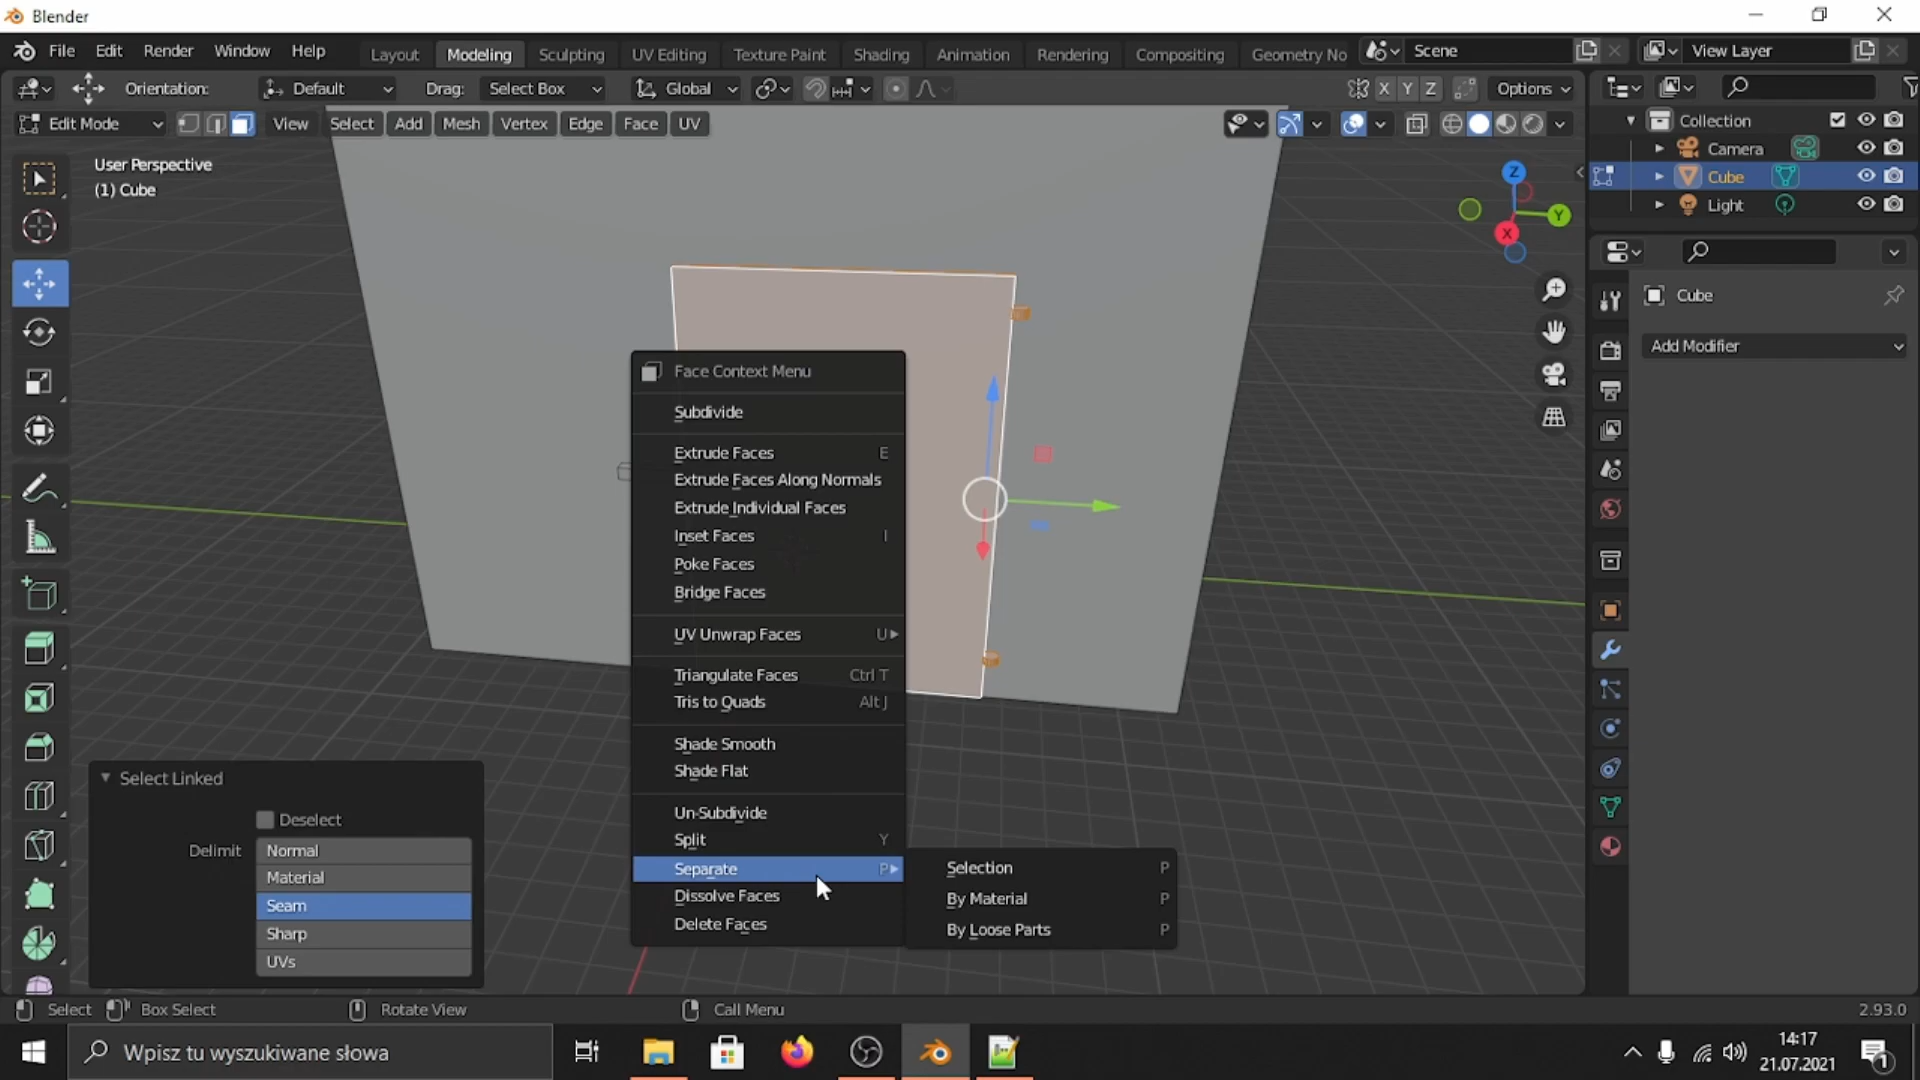 Blender
File Edit Render Window Help Layout Modeling Sculpting UV Editing Texture Paint Shading Animation Rendering Compositing Geometry No Scene View Layer
Orientation: Default Drag: Select Box Global X Y Z Options
Edit Mode View Select Add Mesh Vertex Edge Face UV
User Perspective
(1) Cube
Z
Y
X
Collection
Camera
Cube
Light
Cube
Add Modifier
Face Context Menu
Subdivide
Extrude Faces E
Extrude Faces Along Normals
Extrude Individual Faces
Inset Faces I
Poke Faces
Bridge Faces
UV Unwrap Faces U
Triangulate Faces Ctrl T
Tris to Quads Alt J
Shade Smooth
Shade Flat
Un-Subdivide
Split Y
Separate P
Dissolve Faces
Delete Faces
Selection P
By Material P
By Loose Parts P
Select Linked
Deselect
Delimit Normal
Material
Seam
Sharp
UVs
Select Box Select Rotate View Call Menu 2.93.0
Wpisz tu wyszukiwane słowa
14:17
21.07.2021
1